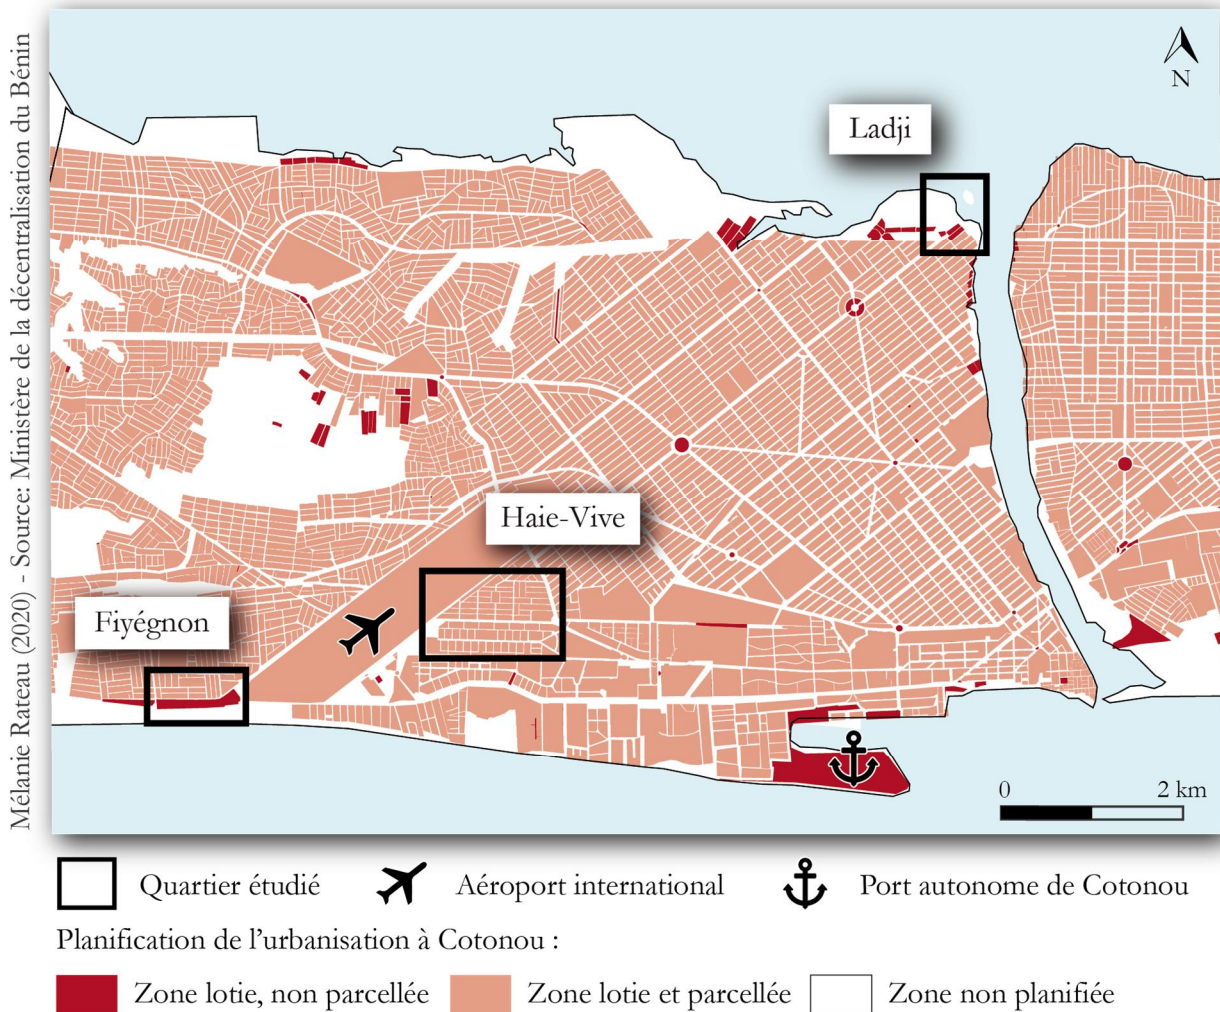 Mélanie Rateau (2020) - Source: Ministère de la décentralisation du Bénin
N
Ladji
Haie-Vive
Fiyégnon
0 2 km
Quartier étudié
Aéroport international
Port autonome de Cotonou
Planification de l'urbanisation à Cotonou :
Zone lotie, non parcellée
Zone lotie et parcellée
Zone non planifiée